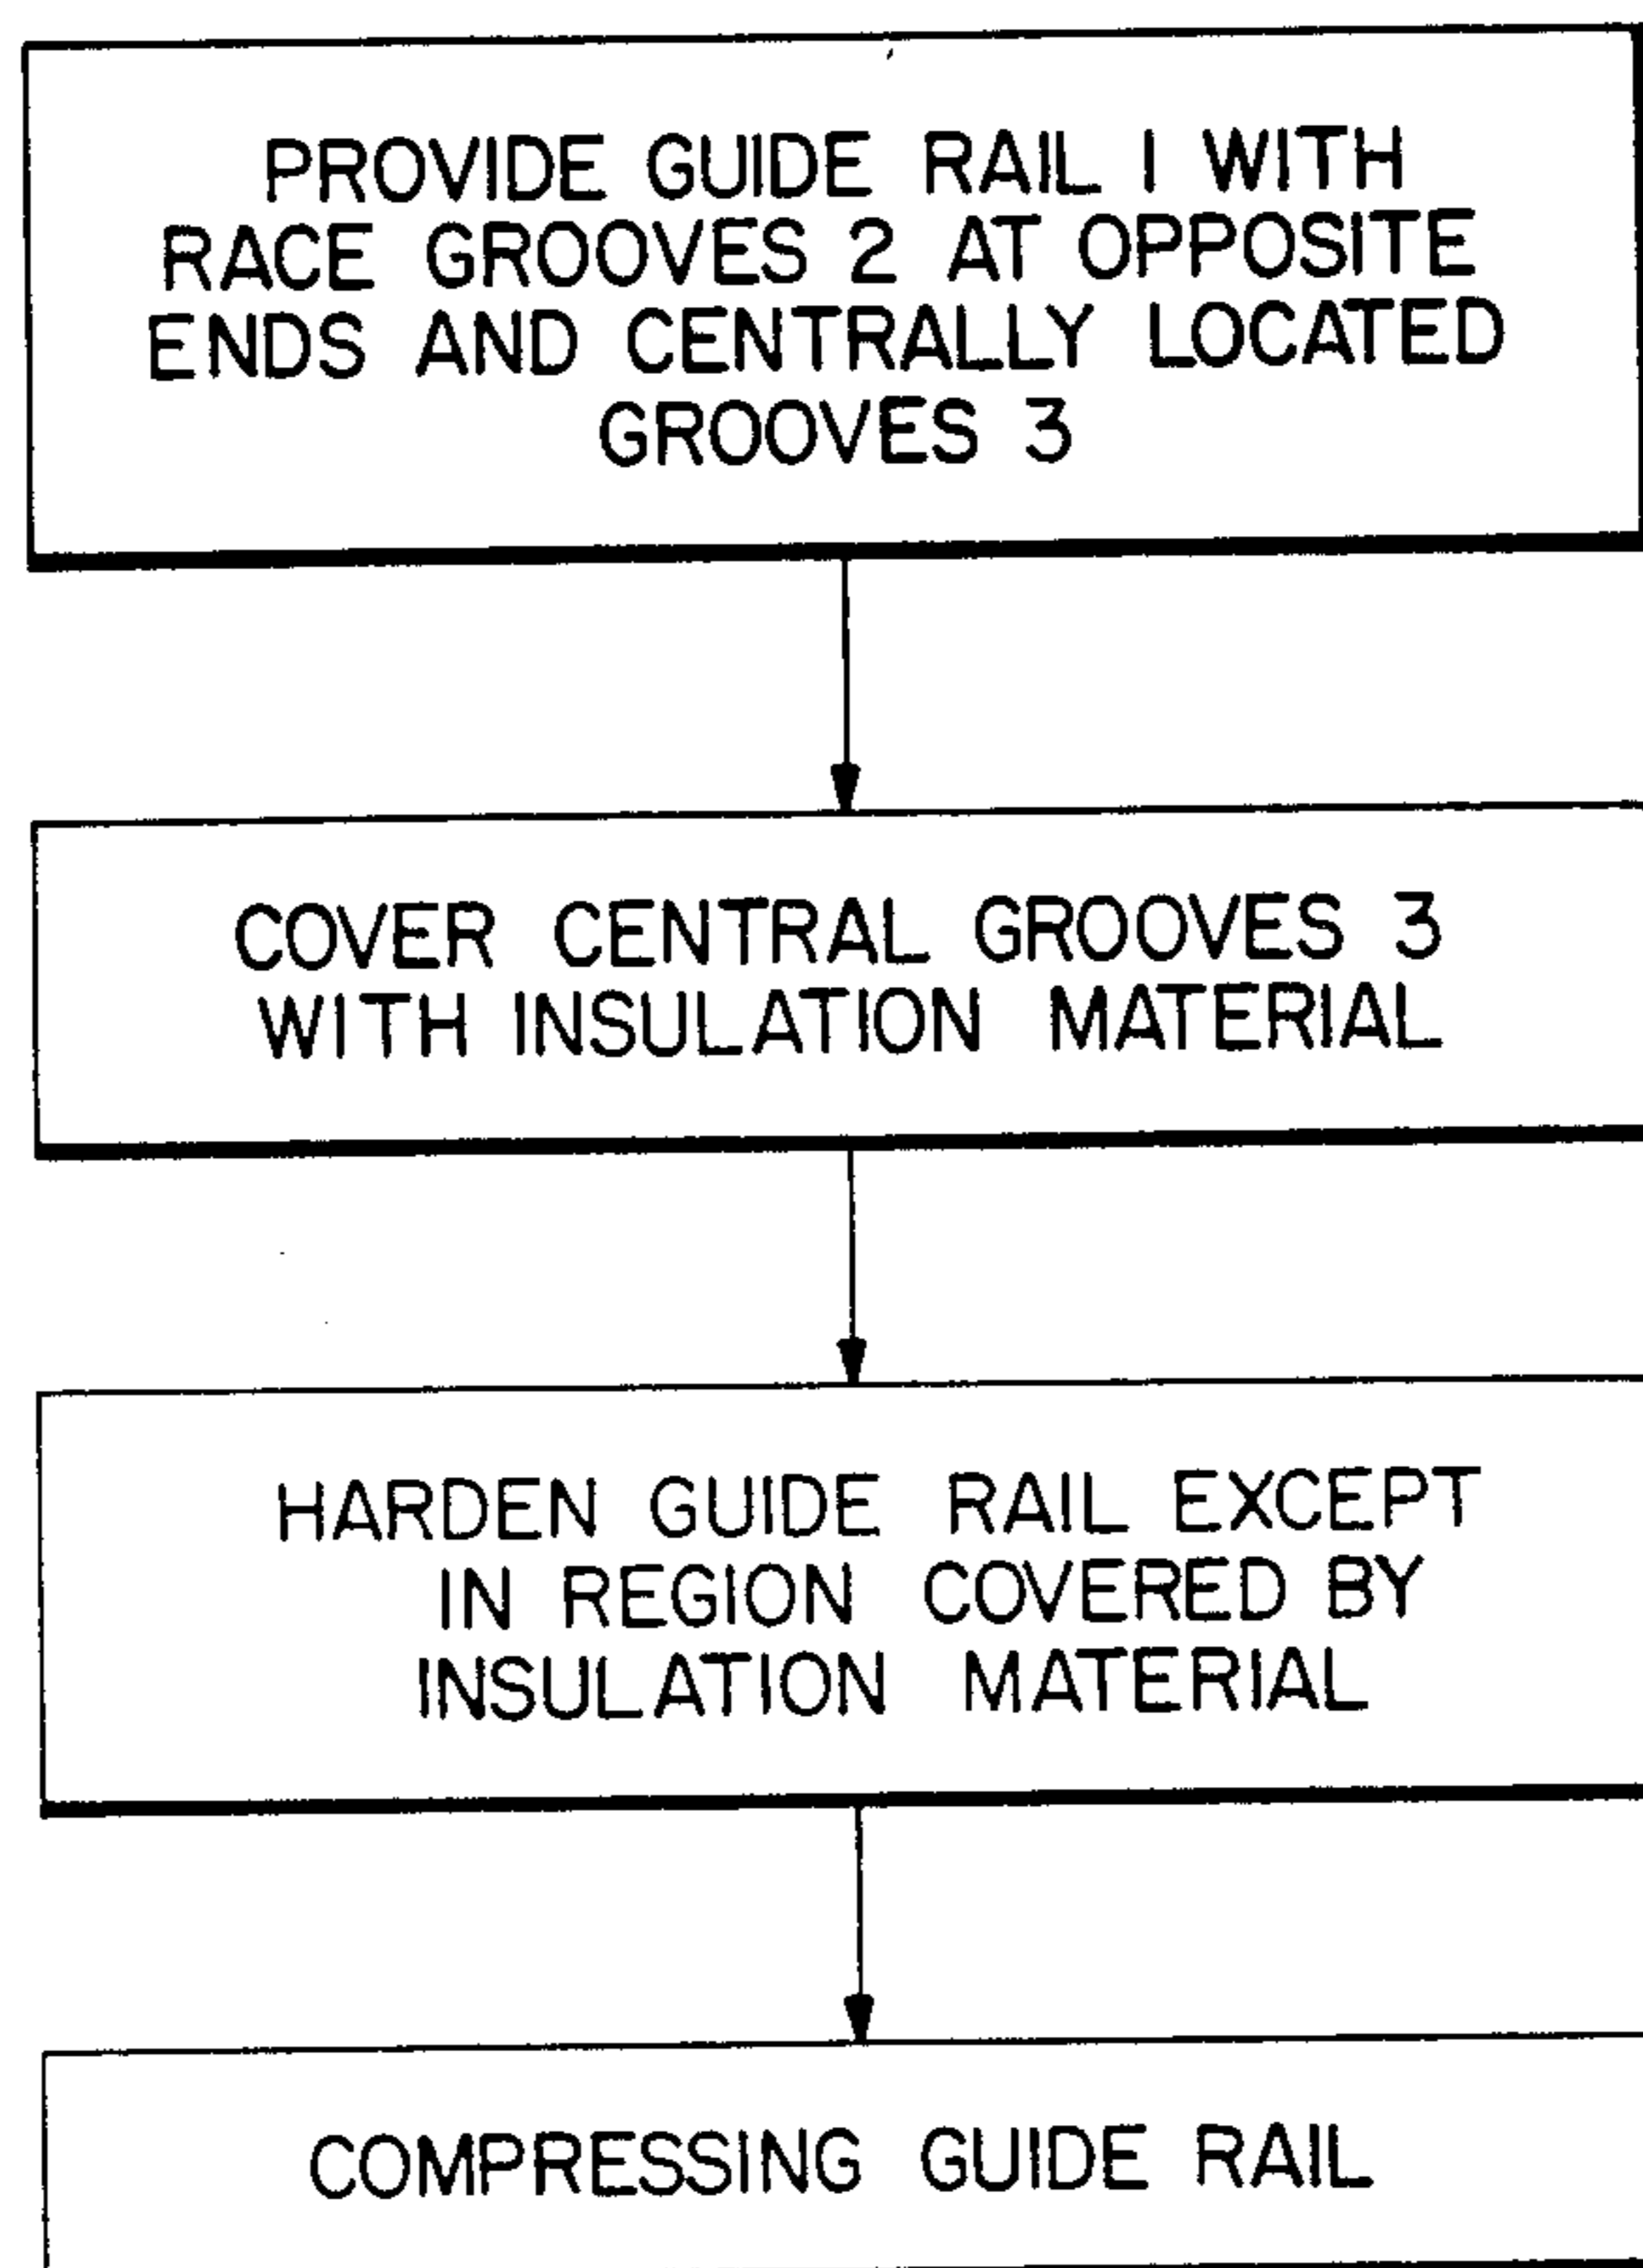 PROVIDE GUIDE RAIL 1 WITH
RACE GROOVES 2 AT OPPOSITE
ENDS AND CENTRALLY LOCATED
GROOVES 3
COVER CENTRAL GROOVES 3
WITH INSULATION MATERIAL
HARDEN GUIDE RAIL EXCEPT
IN REGION COVERED BY
INSULATION MATERIAL
COMPRESSING GUIDE RAIL